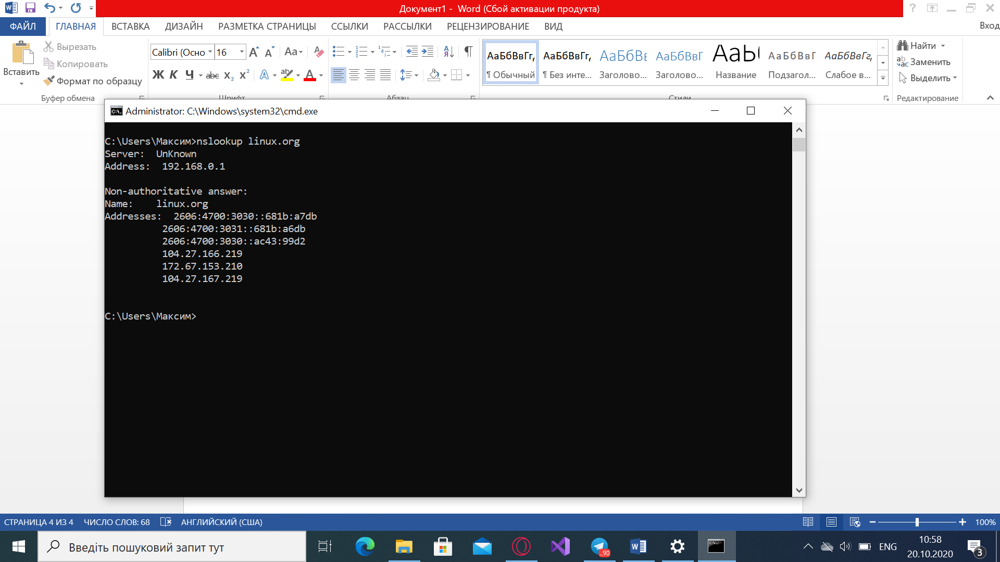 Документ1 - Word (Сбой активации продукта)
ФАЙЛ ГЛАВНАЯ ВСТАВКА ДИЗАЙН РАЗМЕТКА СТРАНИЦЫ ССЫЛКИ РАССЫЛКИ РЕЦЕНЗИРОВАНИЕ ВИД Вход
Вставить
Вырезать
Копировать
Формат по образцу
Буфер обмена
Calibri (Осно 16
Шрифт
Абзац
АаБбВвГг, АаБбВвГг, АаБбВв АаБбВвГ АаЬ АаБбВвГ АаБбВвГг,
¶ Обычный ¶ Без инте... Заголово... Заголово... Название Подзагол... Слабое в...
Стили
Найти
Заменить
Выделить
Редактирование
Administrator: C:\Windows\system32\cmd.exe
C:\Users\Максим>nslookup linux.org
Server: UnKnown
Address: 192.168.0.1
Non-authoritative answer:
Name: linux.org
Addresses: 2606:4700:3030::681b:a7db
2606:4700:3031::681b:a6db
2606:4700:3030::ac43:99d2
104.27.166.219
172.67.153.210
104.27.167.219
C:\Users\Максим>
СТРАНИЦА 4 ИЗ 4 ЧИСЛО СЛОВ: 68 АНГЛИЙСКИЙ (США) 100%
Введіть пошуковий запит тут
..90
ENG
10:58
20.10.2020
3